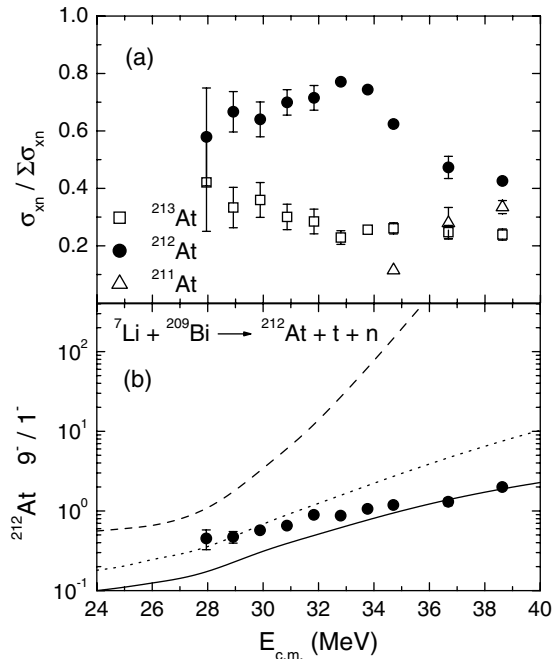 1.0
(a)
0.8
0.6
0.4
0.2
σxn / Σσxn
²¹³At
²¹²At
²¹¹At
⁷Li + ²⁰⁹Bi ⟶ ²¹²At + t + n
(b)
10²
10¹
10⁰
10⁻¹
²¹²At 9⁻ / 1⁻
24 26 28 30 32 34 36 38 40
E c.m. (MeV)